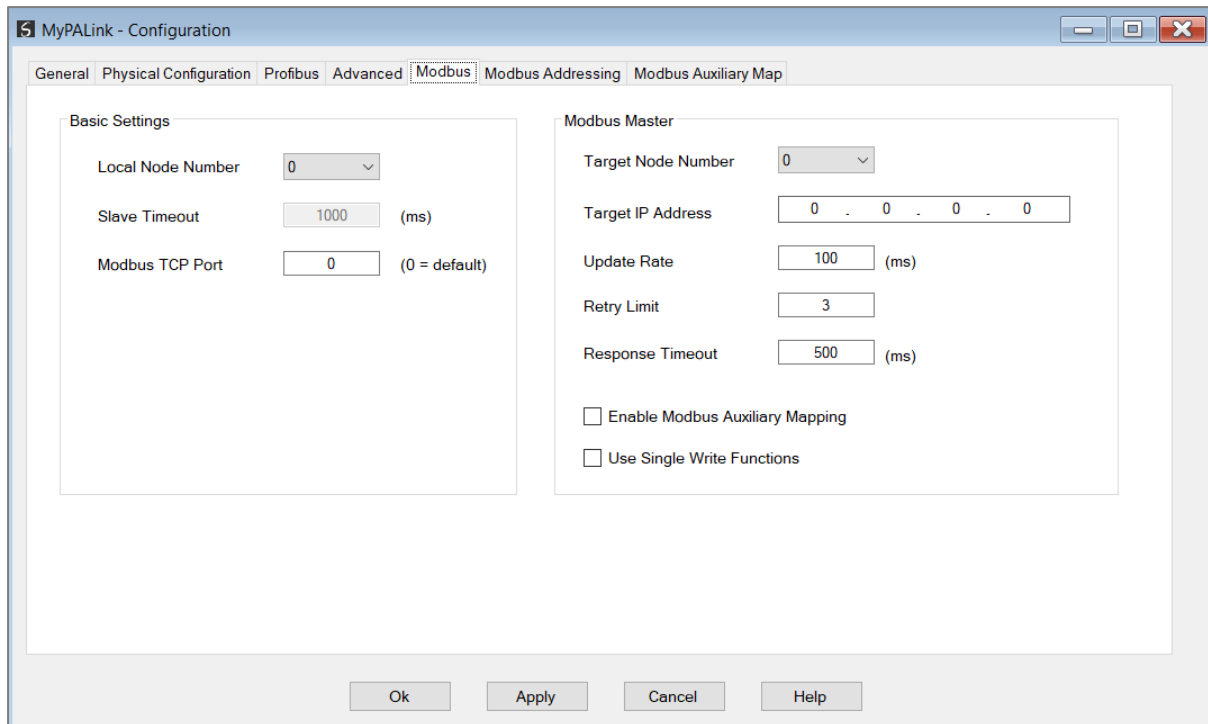 MyPALink - Configuration
General Physical Configuration Profibus Advanced Modbus Modbus Addressing Modbus Auxiliary Map
Basic Settings
Local Node Number 0
Slave Timeout 1000 (ms)
Modbus TCP Port 0 (0 = default)
Modbus Master
Target Node Number 0
Target IP Address 0 . 0 . 0 . 0
Update Rate 100 (ms)
Retry Limit 3
Response Timeout 500 (ms)
Enable Modbus Auxiliary Mapping
Use Single Write Functions
Ok Apply Cancel Help